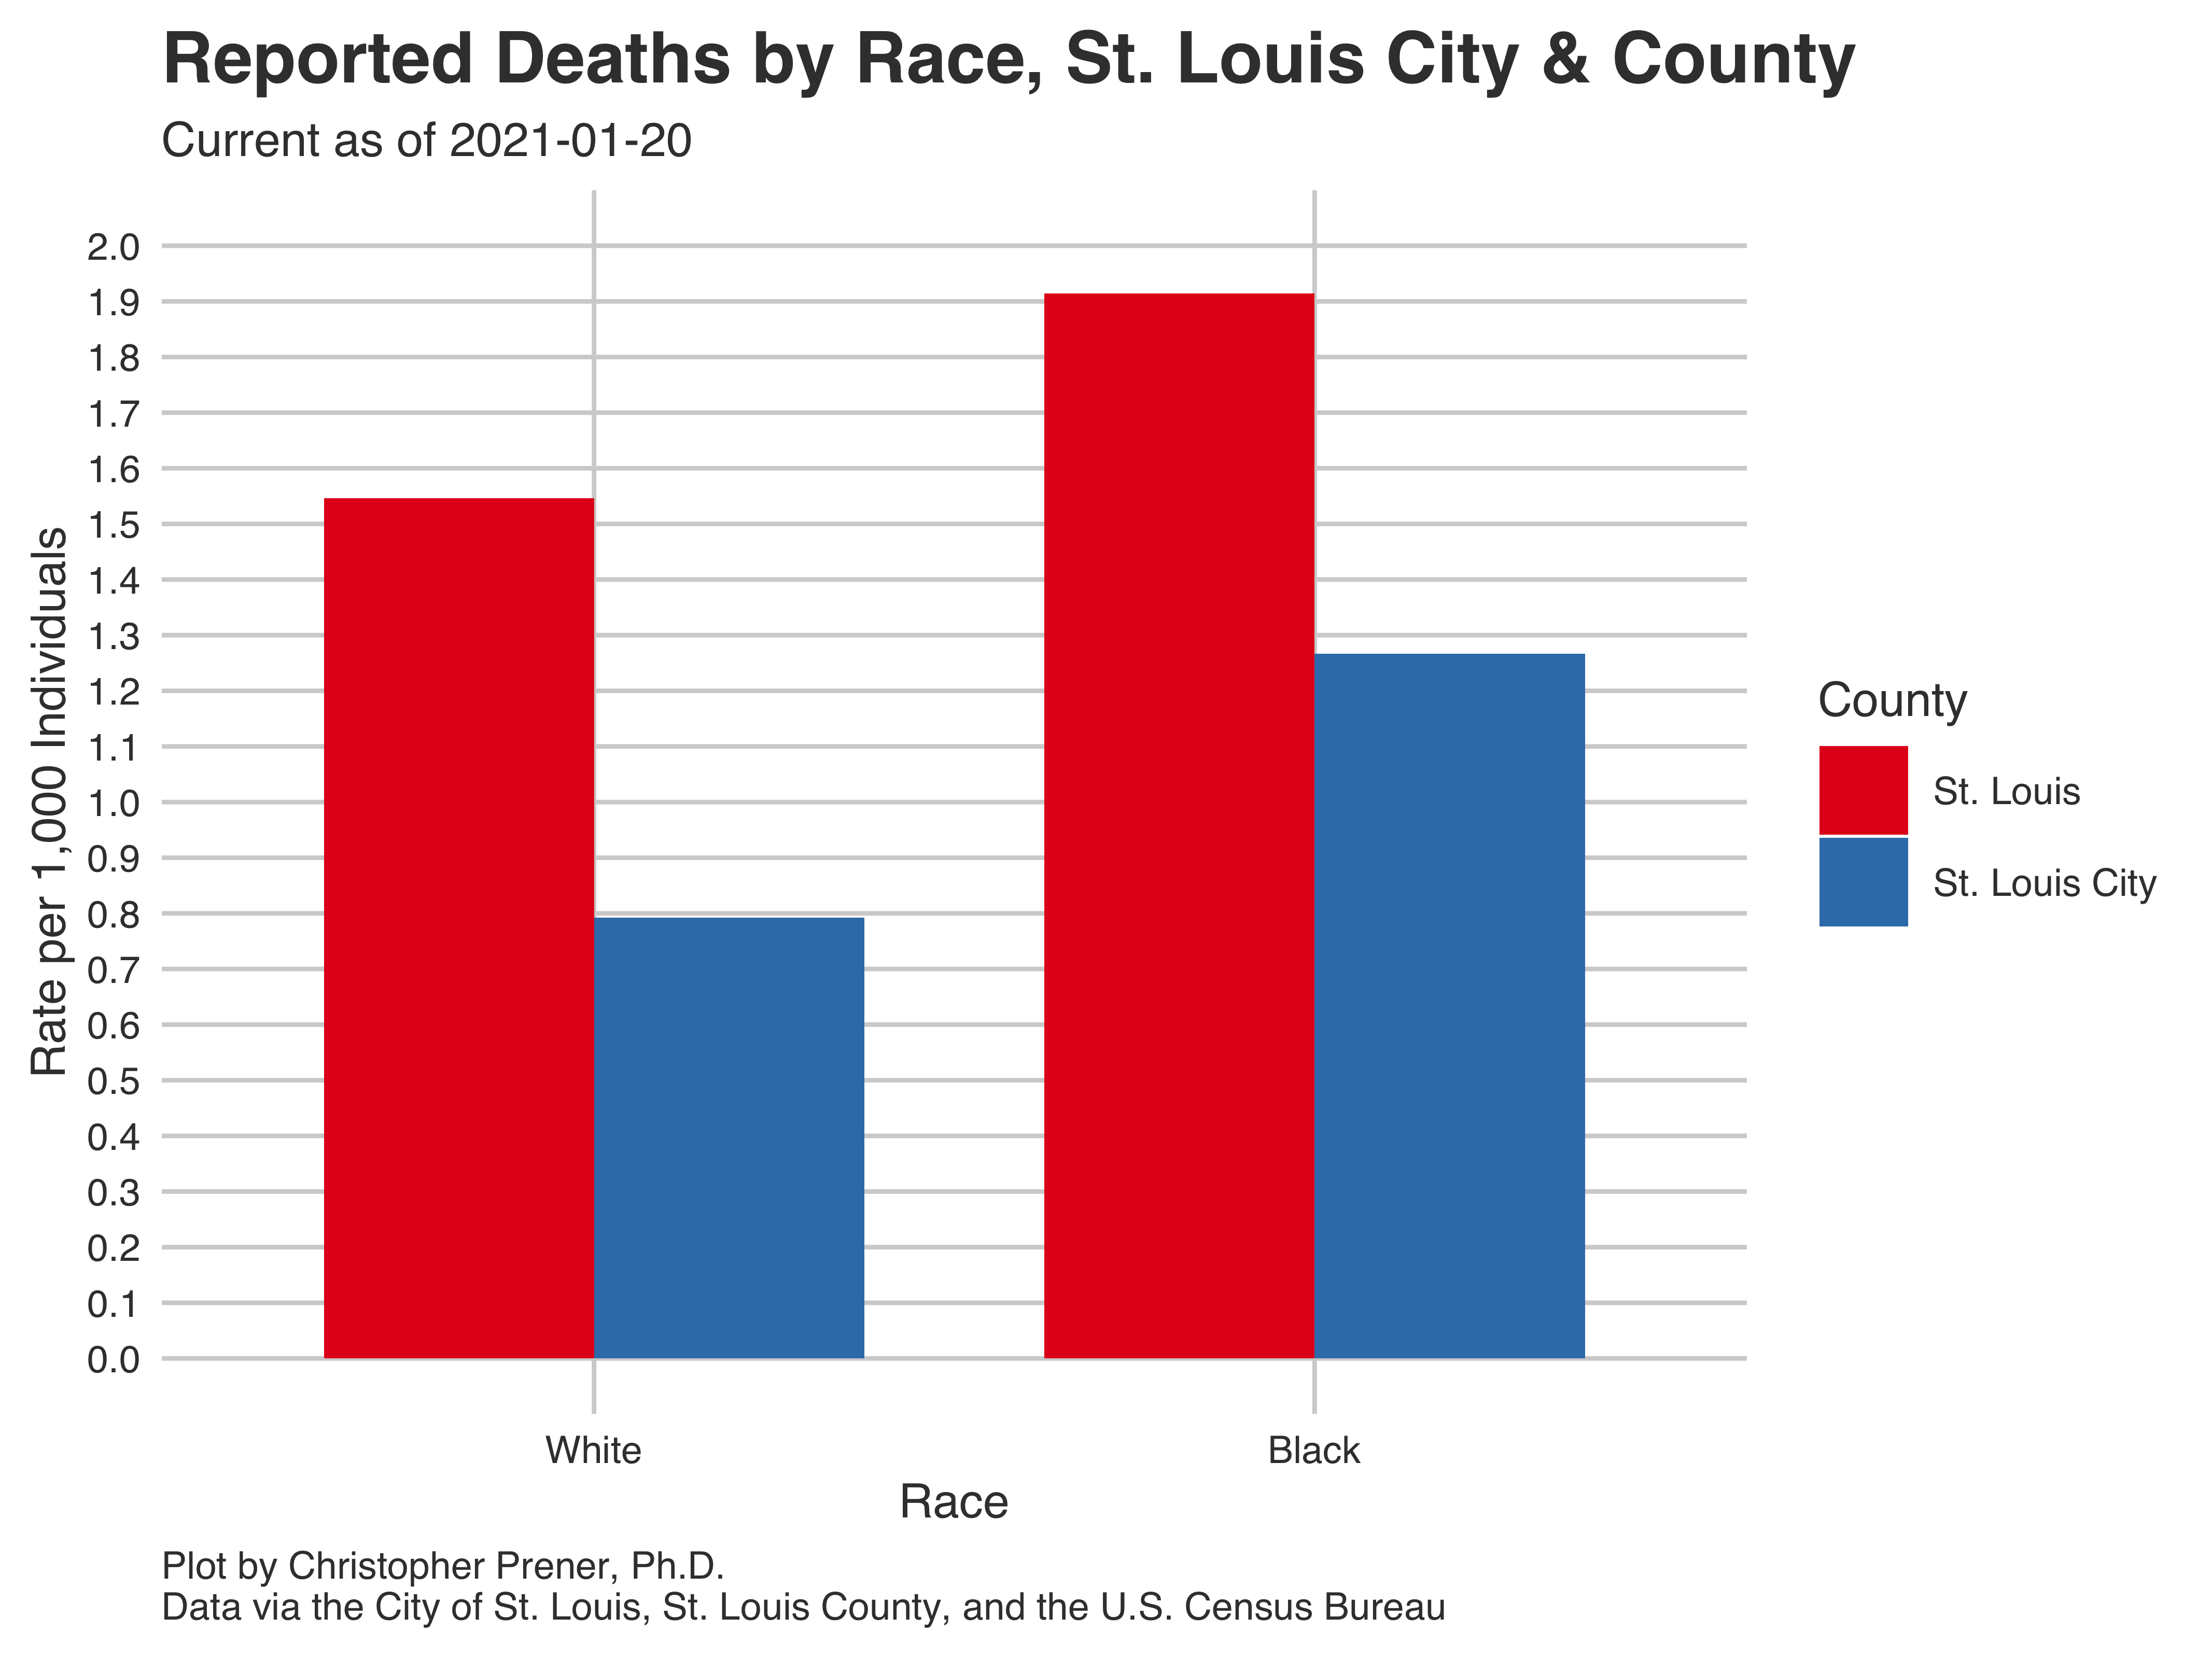 Reported Deaths by Race, St. Louis City & County
Current as of 2021-01-20
Rate per 1,000 Individuals
2.0
1.9
1.8
1.7
1.6
1.5
1.4
1.3
1.2
1.1
1.0
0.9
0.8
0.7
0.6
0.5
0.4
0.3
0.2
0.1
0.0
White
Black
Race
County
St. Louis
St. Louis City
Plot by Christopher Prener, Ph.D.
Data via the City of St. Louis, St. Louis County, and the U.S. Census Bureau